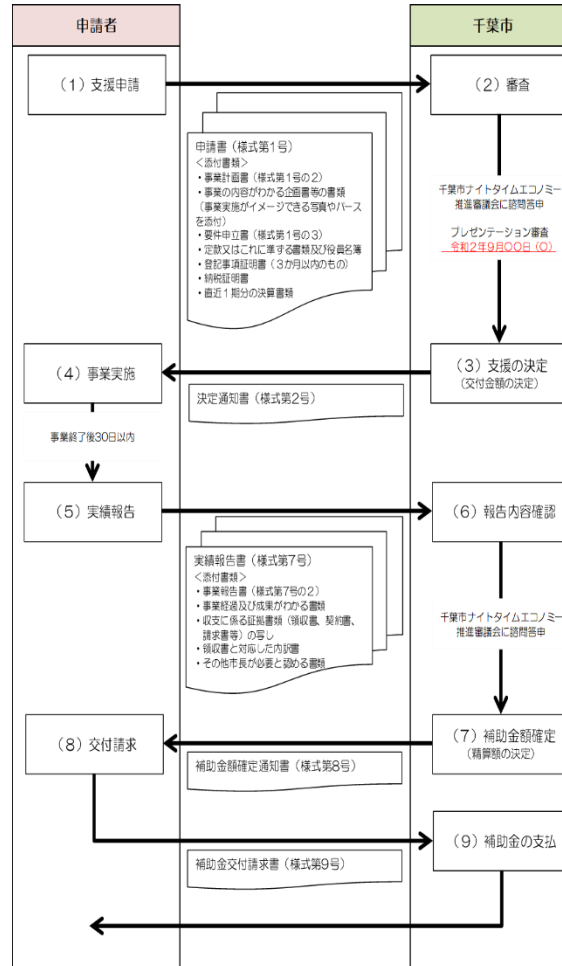 申請者
千葉市
(1) 支援申請
(2) 審査
申請書(様式第1号)
<添付書類>
・事業計画書(様式第1号の2)
・事業の内容がわかる企画書等の書類
(事業実施がイメージできる写真やパース
を添付)
・要件申立書(様式第1号の3)
・定款又はこれに準ずる書類及び役員名簿
・登記事項証明書(3か月以内のもの)
・納税証明書
・直近1期分の決算書類
千葉市ナイトタイムエコノミー
推進審議会に諮問答申
プレゼンテーション審査
令和2年9月〇〇日(〇)
(3) 支援の決定
(交付金額の決定)
(4) 事業実施
決定通知書(様式第2号)
事業終了後30日以内
(5) 実績報告
(6) 報告内容確認
実績報告書(様式第7号)
<添付書類>
・事業報告書(様式第7号の2)
・事業経過及び成果がわかる書類
・収支に係る証拠書類(領収書、契約書、
請求書等)の写し
・領収書と対応した内訳書
・その他市長が必要と認める書類
千葉市ナイトタイムエコノミー
推進審議会に諮問答申
(7) 補助金額確定
(精算額の決定)
(8) 交付請求
補助金額確定通知書(様式第8号)
(9) 補助金の支払
補助金交付請求書(様式第9号)